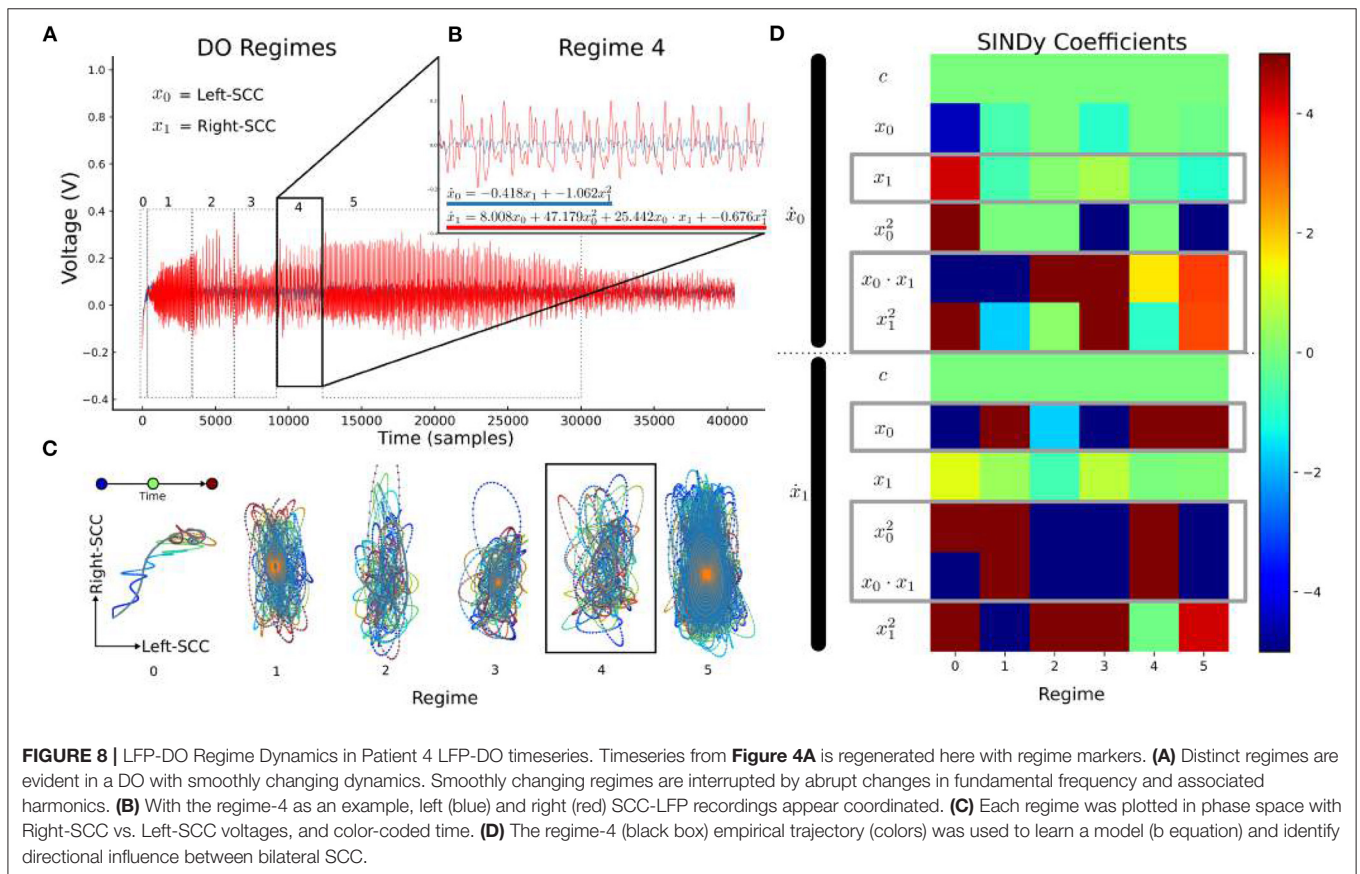 A
DO Regimes
x₀ = Left-SCC
x₁ = Right-SCC
Voltage (V)
1.0
0.8
0.6
0.4
0.2
0.0
−0.2
−0.4
0 1 2 3 4 5
0 5000 10000 15000 20000 25000 30000 35000 40000
Time (samples)
B
Regime 4
ẋ₀ = −0.418x₁ + −1.062x₁²
ẋ₁ = 8.008x₀ + 47.179x₀² + 25.442x₀ · x₁ + −0.676x₁²
C
Time
Right-SCC
Left-SCC
0 1 2 3 4 5
Regime
D
SINDy Coefficients
ẋ₀
c
x₀
x₁
x₀²
x₀ · x₁
x₁²
ẋ₁
c
x₀
x₁
x₀²
x₀ · x₁
x₁²
0 1 2 3 4 5
Regime
4
2
0
−2
−4
FIGURE 8 | LFP-DO Regime Dynamics in Patient 4 LFP-DO timeseries. Timeseries from Figure 4A is regenerated here with regime markers. (A) Distinct regimes are
evident in a DO with smoothly changing dynamics. Smoothly changing regimes are interrupted by abrupt changes in fundamental frequency and associated
harmonics. (B) With the regime-4 as an example, left (blue) and right (red) SCC-LFP recordings appear coordinated. (C) Each regime was plotted in phase space with
Right-SCC vs. Left-SCC voltages, and color-coded time. (D) The regime-4 (black box) empirical trajectory (colors) was used to learn a model (b equation) and identify
directional influence between bilateral SCC.